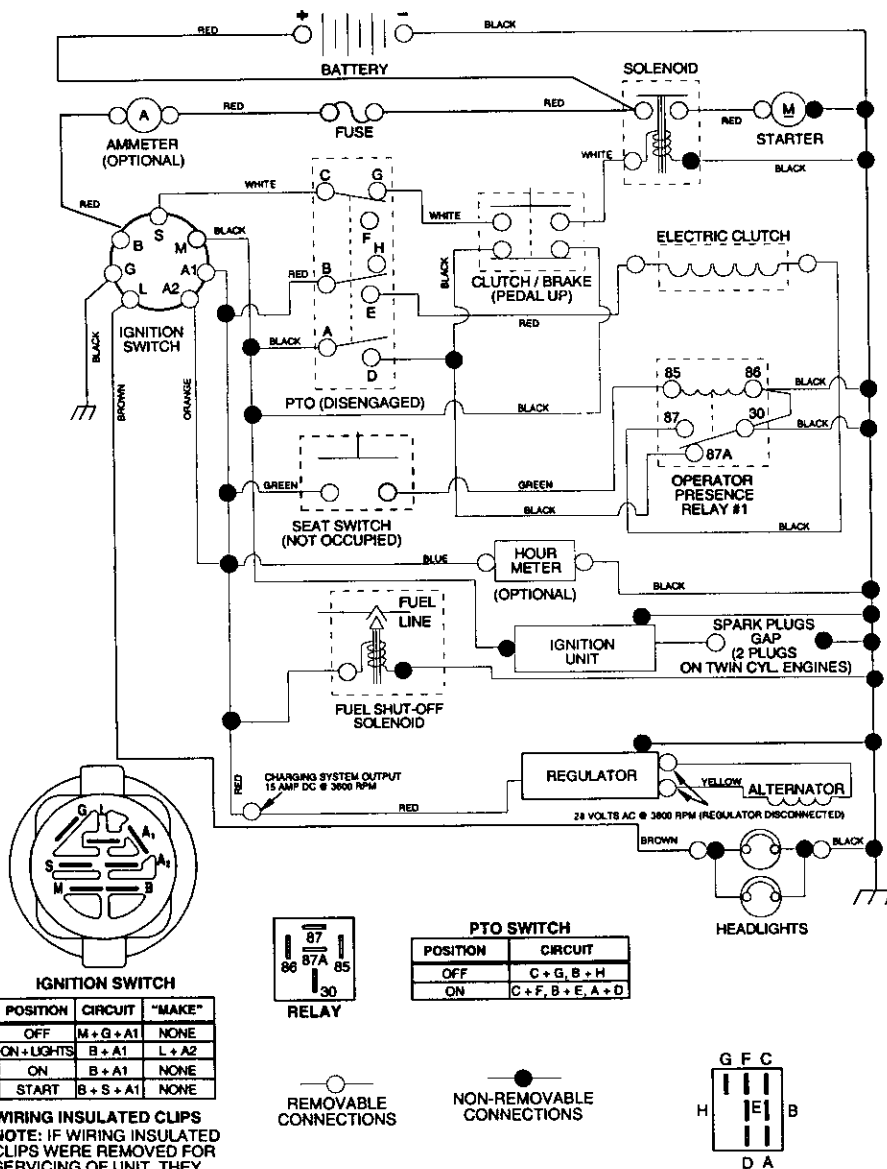 +
-
RED
BLACK
BATTERY
SOLENOID
A
RED
RED
FUSE
RED
M
STARTER
AMMETER
(OPTIONAL)
WHITE
BLACK
RED
WHITE
C
G
WHITE
S
B
M
BLACK
G
A1
L
A2
F
H
RED
B
E
BLACK
CLUTCH / BRAKE
(PEDAL UP)
ELECTRIC CLUTCH
RED
IGNITION
SWITCH
BLACK
BROWN
ORANGE
BLACK
A
D
PTO (DISENGAGED)
BLACK
85
86
BLACK
87
30
BLACK
87A
GREEN
GREEN
OPERATOR
PRESENCE
RELAY #1
BLACK
BLACK
SEAT SWITCH
(NOT OCCUPIED)
BLUE
HOUR
METER
(OPTIONAL)
BLACK
FUEL
LINE
IGNITION
UNIT
SPARK PLUGS
GAP
(2 PLUGS
ON TWIN CYL. ENGINES)
FUEL SHUT-OFF
SOLENOID
RED
CHARGING SYSTEM OUTPUT
15 AMP DC @ 3600 RPM
RED
REGULATOR
YELLOW
ALTERNATOR
28 VOLTS AC @ 3600 RPM (REGULATOR DISCONNECTED)
BROWN
BLACK
HEADLIGHTS
G
L
A1
S
A2
M
B
IGNITION SWITCH
POSITION CIRCUIT "MAKE"
OFF M + G + A1 NONE
ON + LIGHTS B + A1 L + A2
ON B + A1 NONE
START B + S + A1 NONE
87
86 87A 85
30
RELAY
PTO SWITCH
POSITION CIRCUIT
OFF C + G, B + H
ON C + F, B + E, A + D
REMOVABLE
CONNECTIONS
NON-REMOVABLE
CONNECTIONS
G F C
H E B
D A
WIRING INSULATED CLIPS
NOTE: IF WIRING INSULATED
CLIPS WERE REMOVED FOR
SERVICING OF UNIT, THEY